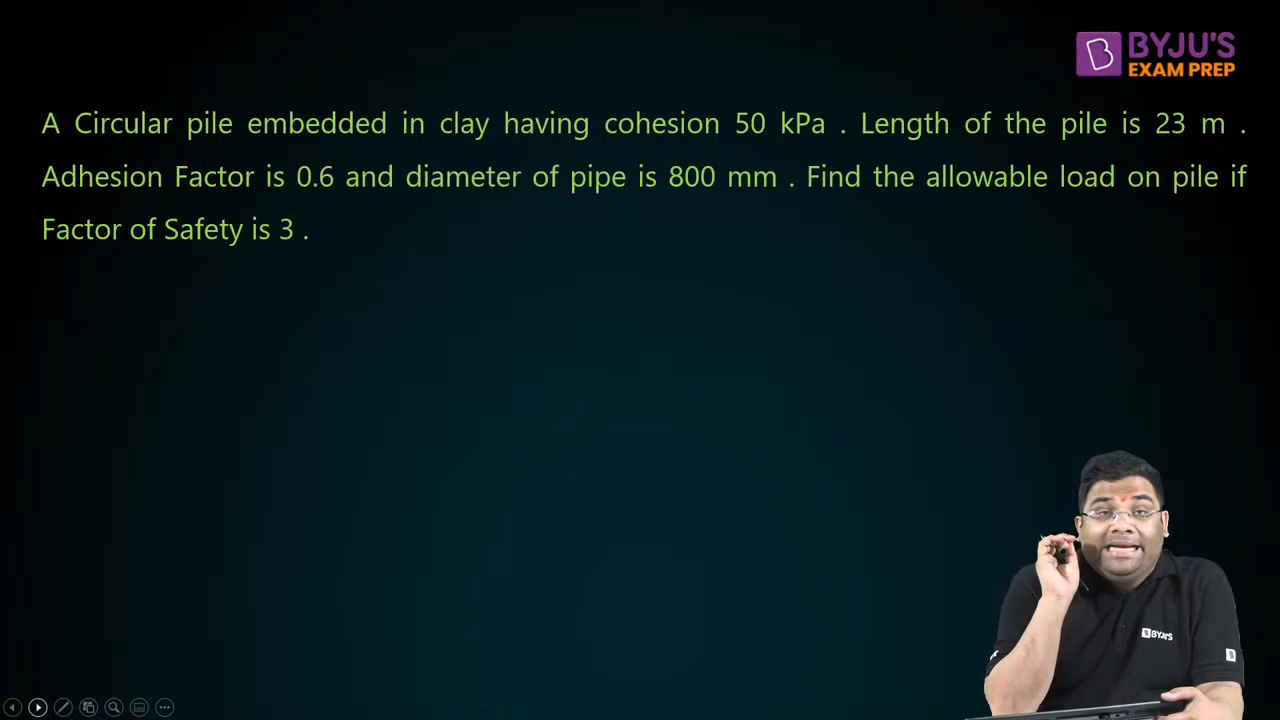 BYJU'S
EXAM PREP
A Circular pile embedded in clay having cohesion 50 kPa . Length of the pile is 23 m .
Adhesion Factor is 0.6 and diameter of pipe is 800 mm . Find the allowable load on pile if
Factor of Safety is 3 .
BYJU'S